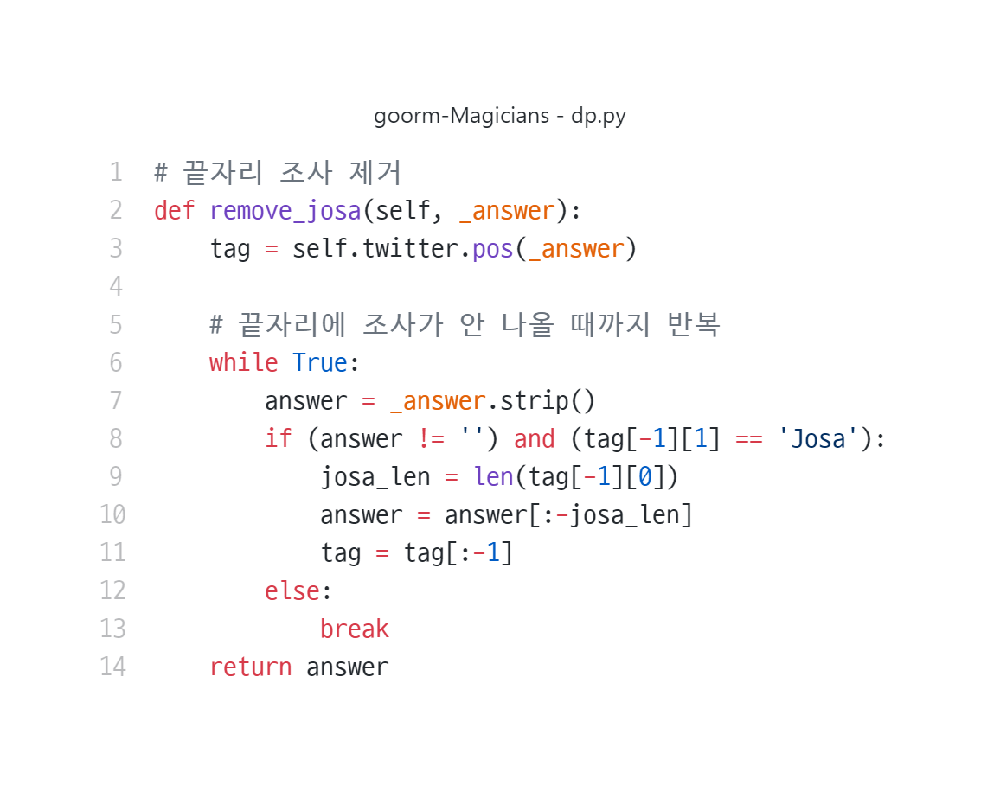 goorm-Magicians - dp.py
1 # 끝자리 조사 제거
2 def remove_josa(self, _answer):
3     tag = self.twitter.pos(_answer)
4
5     # 끝자리에 조사가 안 나올 때까지 반복
6     while True:
7         answer = _answer.strip()
8         if (answer != '') and (tag[-1][1] == 'Josa'):
9             josa_len = len(tag[-1][0])
10             answer = answer[:-josa_len]
11             tag = tag[:-1]
12         else:
13             break
14     return answer